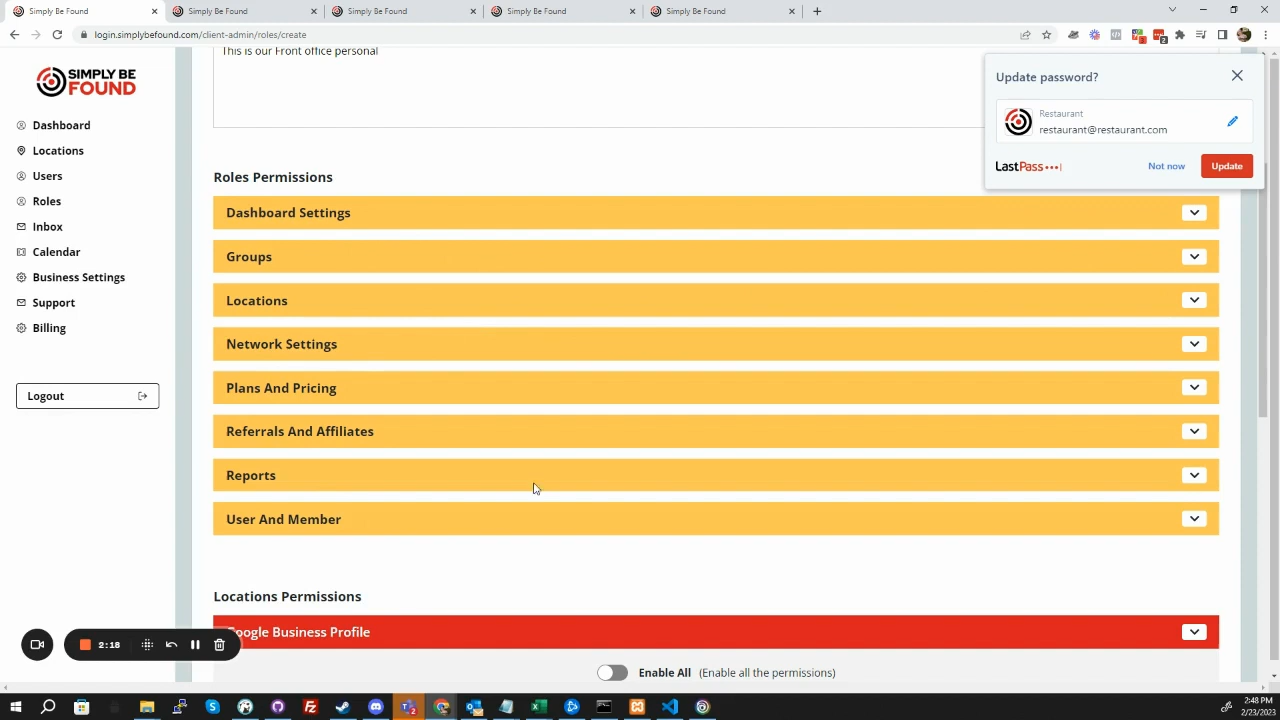 Simply Be Found
Simply Be Found
Simply Be Found
Simply Be Found
Simply Be Found
login.simplybefound.com/client-admin/roles/create
This is our Front office personal
SIMPLY BE
FOUND
Dashboard
Locations
Users
Roles
Inbox
Calendar
Business Settings
Support
Billing
Logout
Update password?
Restaurant
restaurant@restaurant.com
LastPass
Not now
Update
Roles Permissions
Dashboard Settings
Groups
Locations
Network Settings
Plans And Pricing
Referrals And Affiliates
Reports
User And Member
Locations Permissions
Google Business Profile
Enable All (Enable all the permissions)
2:18
2:48 PM
2/23/2023